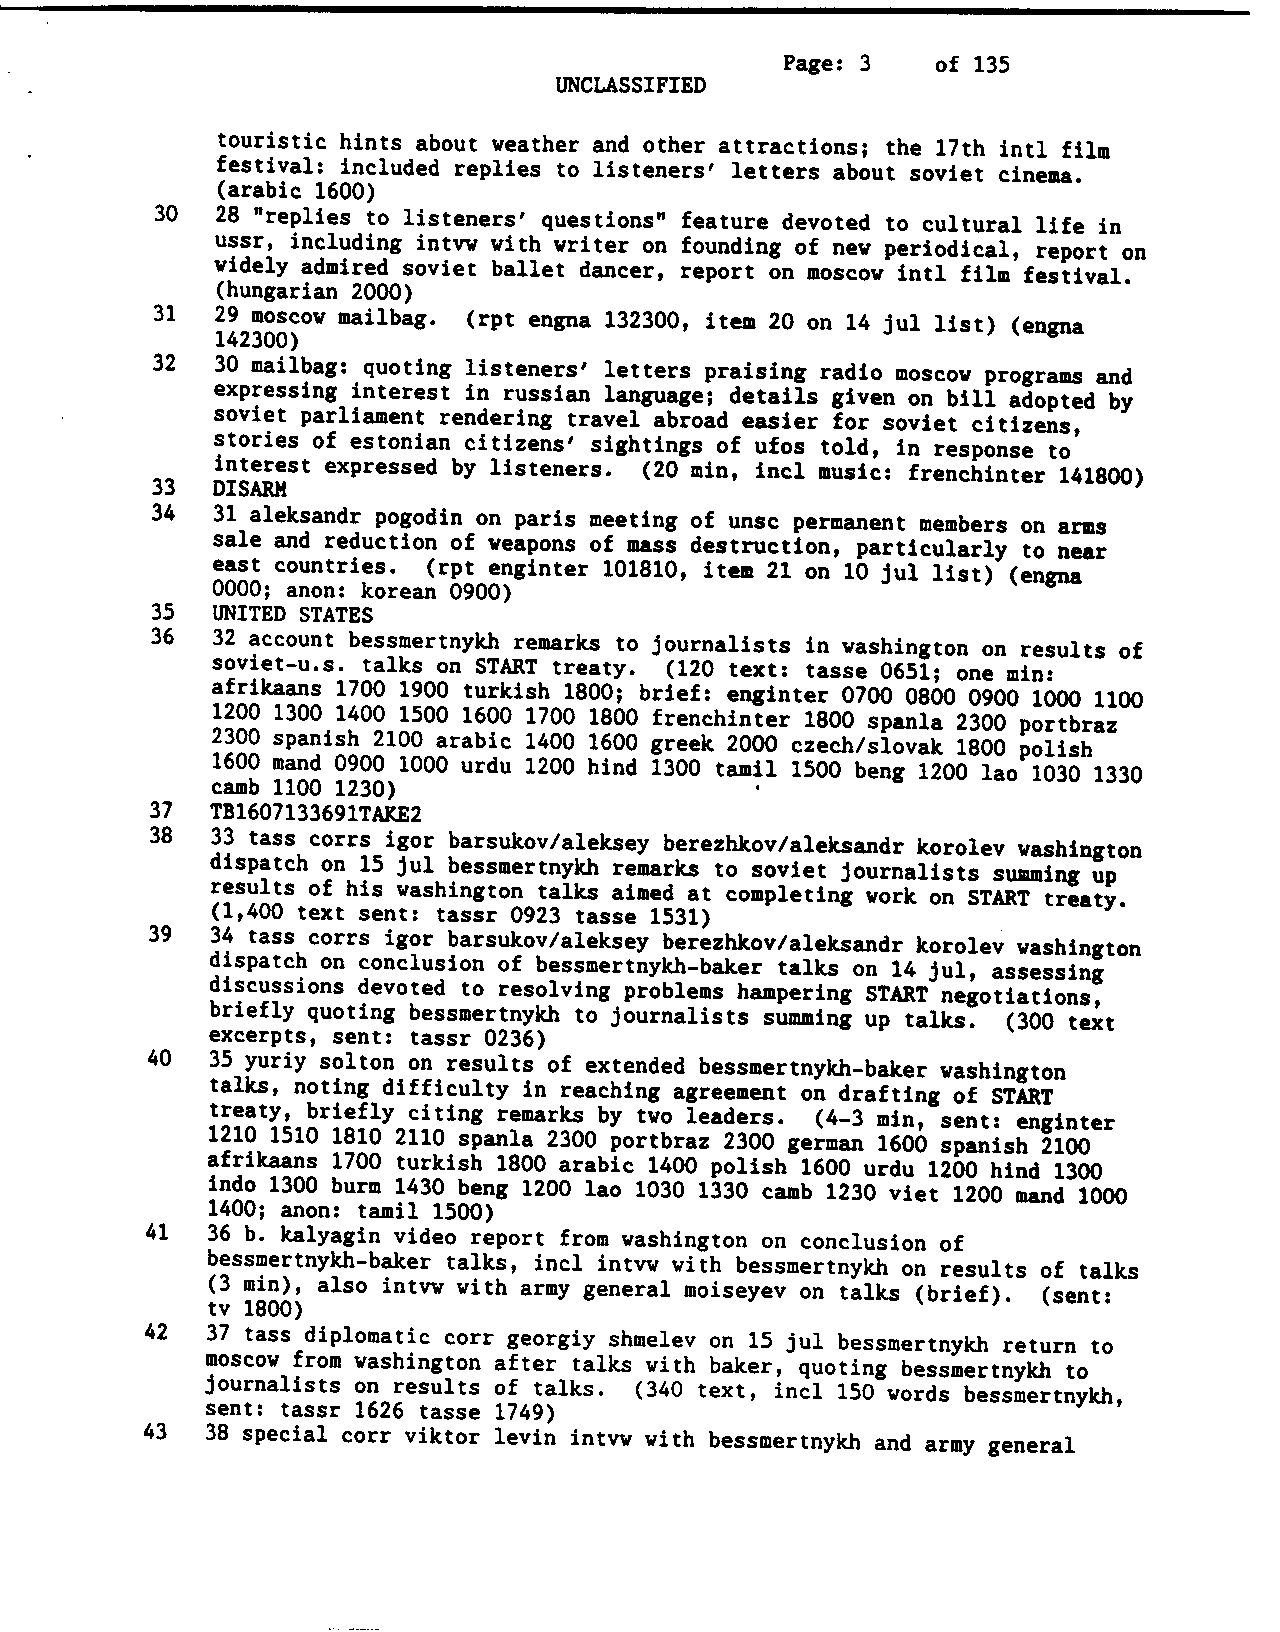 Page: 3 of 135
UNCLASSIFIED
touristic hints about weather and other attractions; the 17th intl film
festival: included replies to listeners' letters about soviet cinema.
(arabic 1600)
30 28 "replies to listeners' questions" feature devoted to cultural life in
ussr, including intvw with writer on founding of new periodical, report on
widely admired soviet ballet dancer, report on moscow intl film festival.
(hungarian 2000)
31 29 moscow mailbag. (rpt engna 132300, item 20 on 14 jul list) (engna
142300)
32 30 mailbag: quoting listeners' letters praising radio moscow programs and
expressing interest in russian language; details given on bill adopted by
soviet parliament rendering travel abroad easier for soviet citizens,
stories of estonian citizens' sightings of ufos told, in response to
interest expressed by listeners. (20 min, incl music: frenchinter 141800)
33 DISARM
34 31 aleksandr pogodin on paris meeting of unsc permanent members on arms
sale and reduction of weapons of mass destruction, particularly to near
east countries. (rpt enginter 101810, item 21 on 10 jul list) (engna
0000; anon: korean 0900)
35 UNITED STATES
36 32 account bessmertnykh remarks to journalists in washington on results of
soviet-u.s. talks on START treaty. (120 text: tasse 0651; one min:
afrikaans 1700 1900 turkish 1800; brief: enginter 0700 0800 0900 1000 1100
1200 1300 1400 1500 1600 1700 1800 frenchinter 1800 spanla 2300 portbraz
2300 spanish 2100 arabic 1400 1600 greek 2000 czech/slovak 1800 polish
1600 mand 0900 1000 urdu 1200 hind 1300 tamil 1500 beng 1200 lao 1030 1330
camb 1100 1230)
37 TB1607133691TAKE2
38 33 tass corrs igor barsukov/aleksey berezhkov/aleksandr korolev washington
dispatch on 15 jul bessmertnykh remarks to soviet journalists summing up
results of his washington talks aimed at completing work on START treaty.
(1,400 text sent: tassr 0923 tasse 1531)
39 34 tass corrs igor barsukov/aleksey berezhkov/aleksandr korolev washington
dispatch on conclusion of bessmertnykh-baker talks on 14 jul, assessing
discussions devoted to resolving problems hampering START negotiations,
briefly quoting bessmertnykh to journalists summing up talks. (300 text
excerpts, sent: tassr 0236)
40 35 yuriy solton on results of extended bessmertnykh-baker washington
talks, noting difficulty in reaching agreement on drafting of START
treaty, briefly citing remarks by two leaders. (4-3 min, sent: enginter
1210 1510 1810 2110 spanla 2300 portbraz 2300 german 1600 spanish 2100
afrikaans 1700 turkish 1800 arabic 1400 polish 1600 urdu 1200 hind 1300
indo 1300 burm 1430 beng 1200 lao 1030 1330 camb 1230 viet 1200 mand 1000
1400; anon: tamil 1500)
41 36 b. kalyagin video report from washington on conclusion of
bessmertnykh-baker talks, incl intvw with bessmertnykh on results of talks
(3 min), also intvw with army general moiseyev on talks (brief). (sent:
tv 1800)
42 37 tass diplomatic corr georgiy shmelev on 15 jul bessmertnykh return to
moscow from washington after talks with baker, quoting bessmertnykh to
journalists on results of talks. (340 text, incl 150 words bessmertnykh,
sent: tassr 1626 tasse 1749)
43 38 special corr viktor levin intvw with bessmertnykh and army general